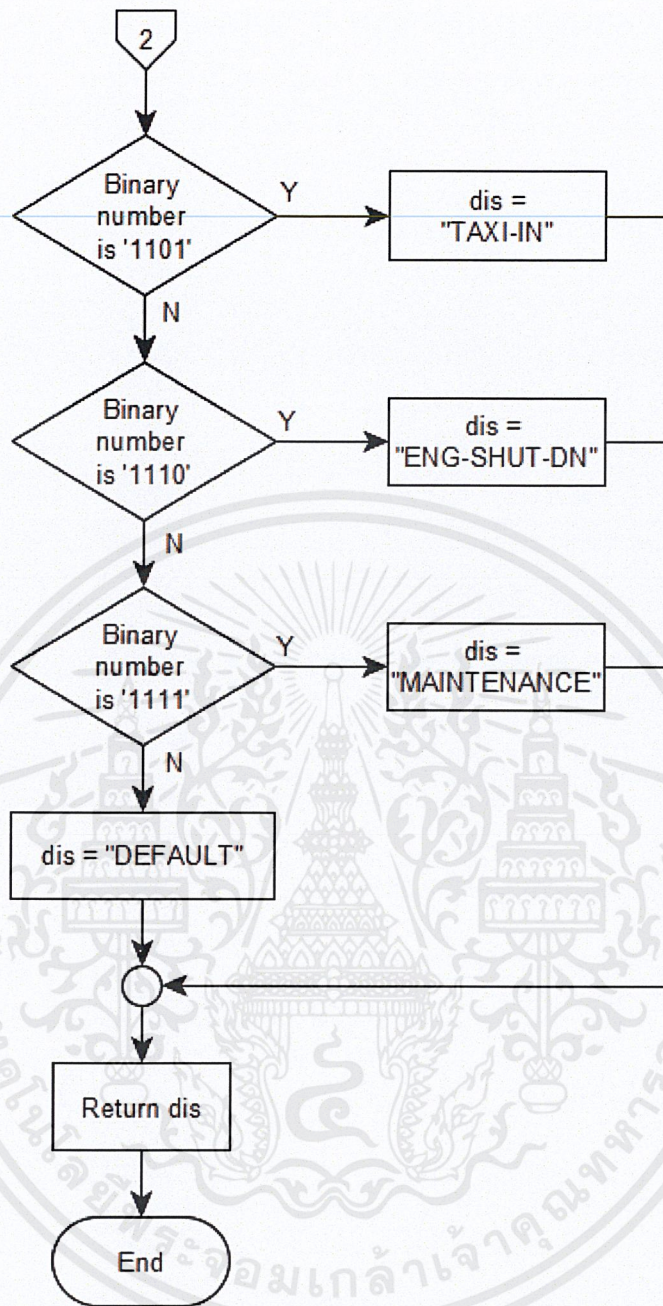 2
Binary
number
is '1101'
Y
dis =
"TAXI-IN"
N
Binary
number
is '1110'
Y
dis =
"ENG-SHUT-DN"
N
Binary
number
is '1111'
Y
dis =
"MAINTENANCE"
N
dis = "DEFAULT"
Return dis
End